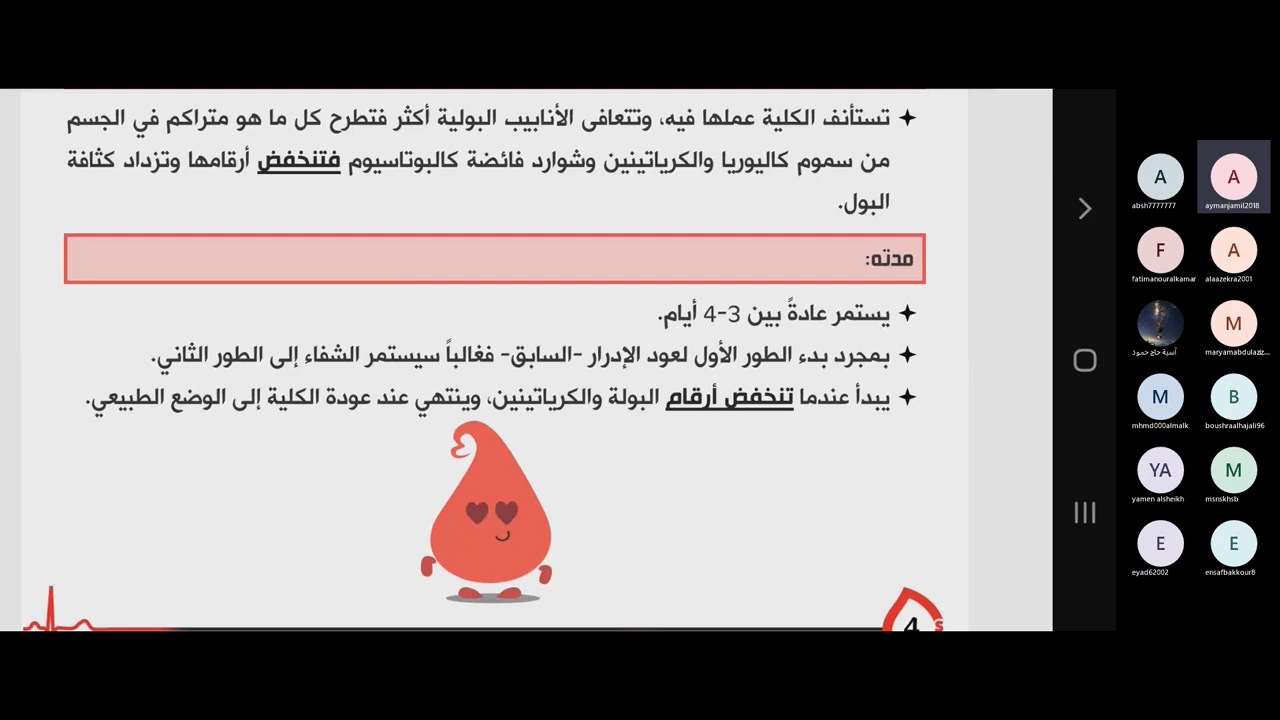 تستأنف الكلية عملها فيه، وتتعافى الأنابيب البولية أكثر فتطرح كل ما هو متراكم في الجسم
من سموم كاليوريا والكرياتينين وشوارد فائضة كالبوتاسيوم فتنخفض أرقامها وتزداد كثافة
البول.
مدته:
يستمر عادةً بين 3-4 أيام.
بمجرد بدء الطور الأول لعود الإدرار -السابق- فغالباً سيستمر الشفاء إلى الطور الثاني.
يبدأ عندما تنخفض أرقام البولة والكرياتينين، وينتهي عند عودة الكلية إلى الوضع الطبيعي.
4
S
A
absh7777777
A
aymanjamil2018
F
fatimanouralkamar
A
alaazekra2001
آسية حاج حمود
M
maryamabdulaziz...
M
mhmd000almalk
B
boushraalhajali96
YA
yamen alsheikh
M
msnskhsb
E
eyad62002
E
ensafbakkour8